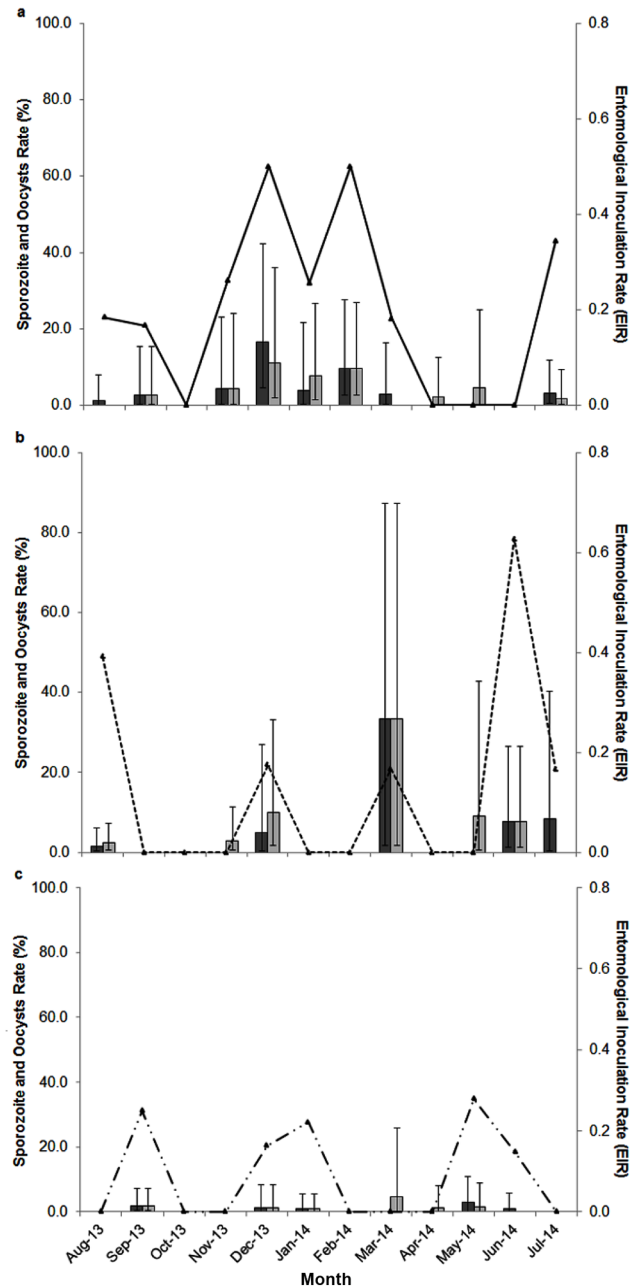 a
100.0
80.0
60.0
40.0
20.0
0.0
Sporozoite and Oocysts Rate (%)
0.8
0.6
0.4
0.2
0.0
Entomological Inoculation Rate (EIR)
b
100.0
80.0
60.0
40.0
20.0
0.0
Sporozoite and Oocysts Rate (%)
0.8
0.6
0.4
0.2
0.0
Entomological Inoculation Rate (EIR)
c
100.0
80.0
60.0
40.0
20.0
0.0
Sporozoite and Oocysts Rate (%)
0.8
0.6
0.4
0.2
0.0
Entomological Inoculation Rate (EIR)
Aug-13
Sep-13
Oct-13
Nov-13
Dec-13
Jan-14
Feb-14
Mar-14
Apr-14
May-14
Jun-14
Jul-14
Month